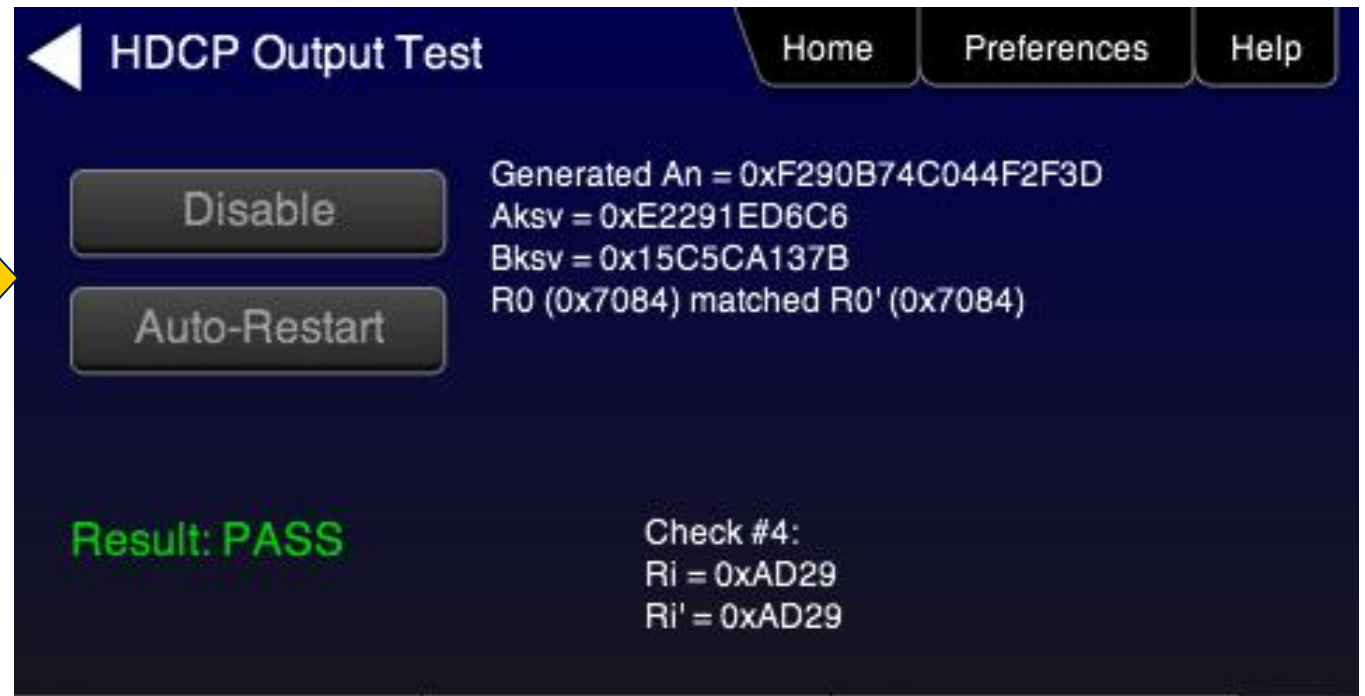 HDCP Output Test
Home
Preferences
Help
Disable
Auto-Restart
Generated An = 0xF290B74C044F2F3D
Aksv = 0xE2291ED6C6
Bksv = 0x15C5CA137B
R0 (0x7084) matched R0' (0x7084)
Result: PASS
Check #4:
Ri = 0xAD29
Ri' = 0xAD29